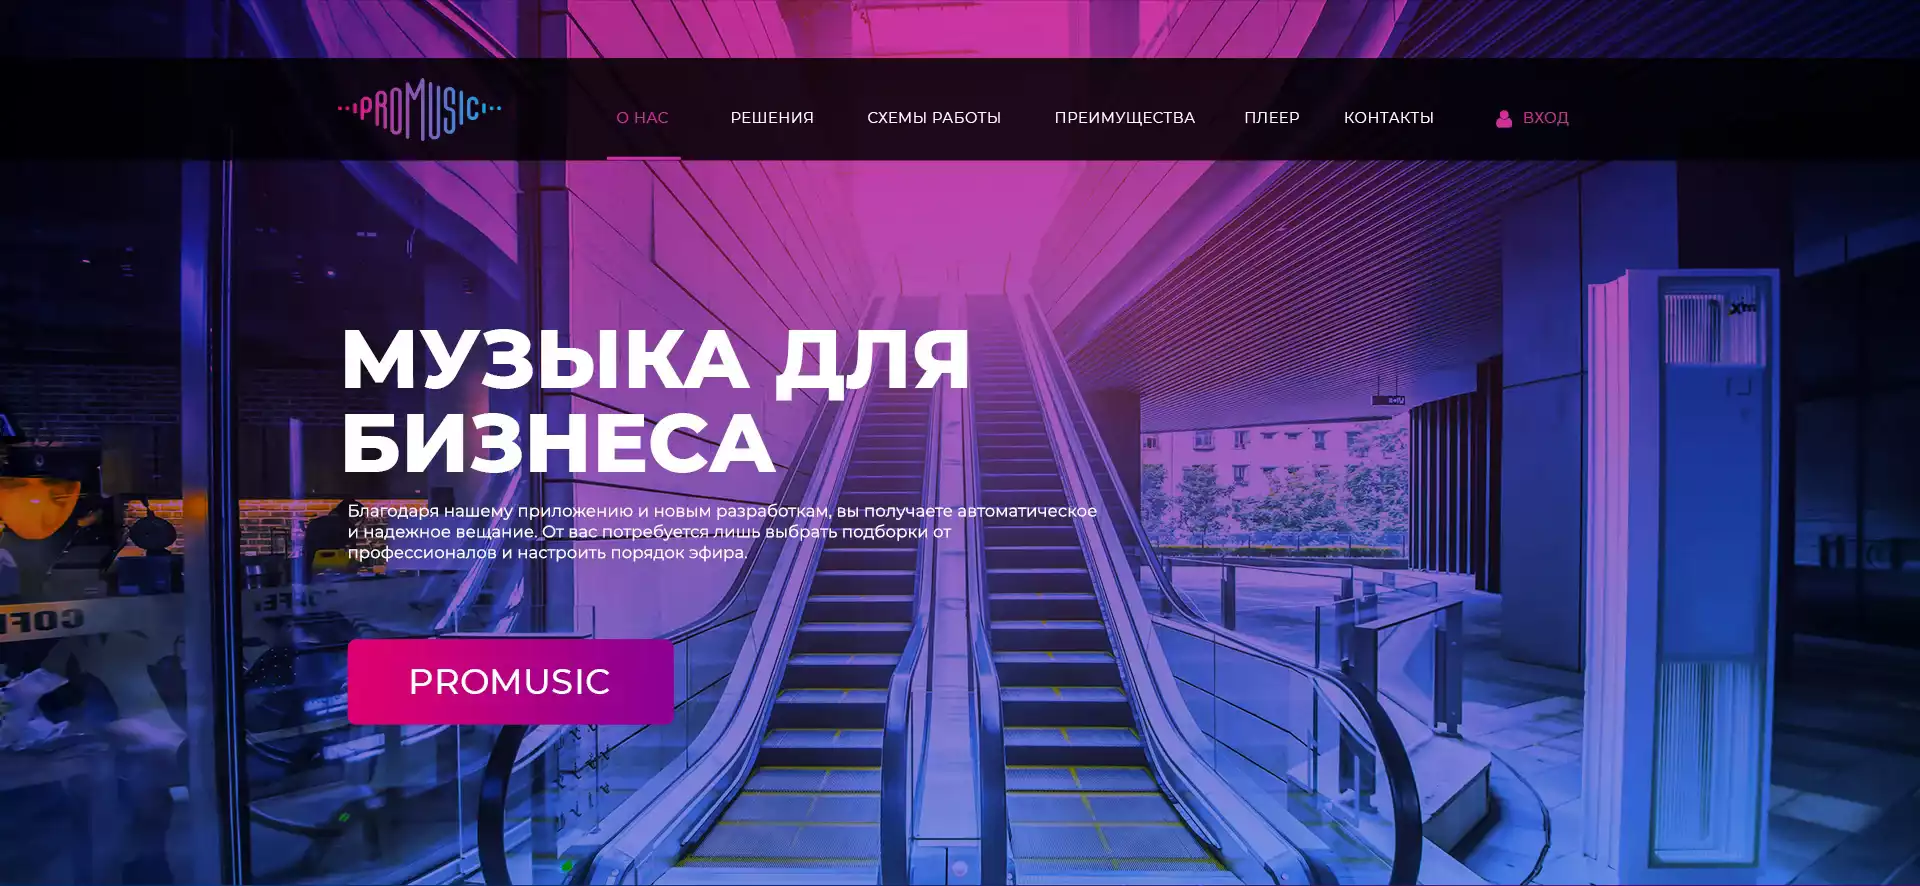 PROMUSIC
О НАС
РЕШЕНИЯ
СХЕМЫ РАБОТЫ
ПРЕИМУЩЕСТВА
ПЛЕЕР
КОНТАКТЫ
ВХОД
МУЗЫКА ДЛЯ
БИЗНЕСА
Благодаря нашему приложению и новым разработкам, вы получаете автоматическое
и надежное вещание. От вас потребуется лишь выбрать подборки от
профессионалов и настроить порядок эфира.
PROMUSIC